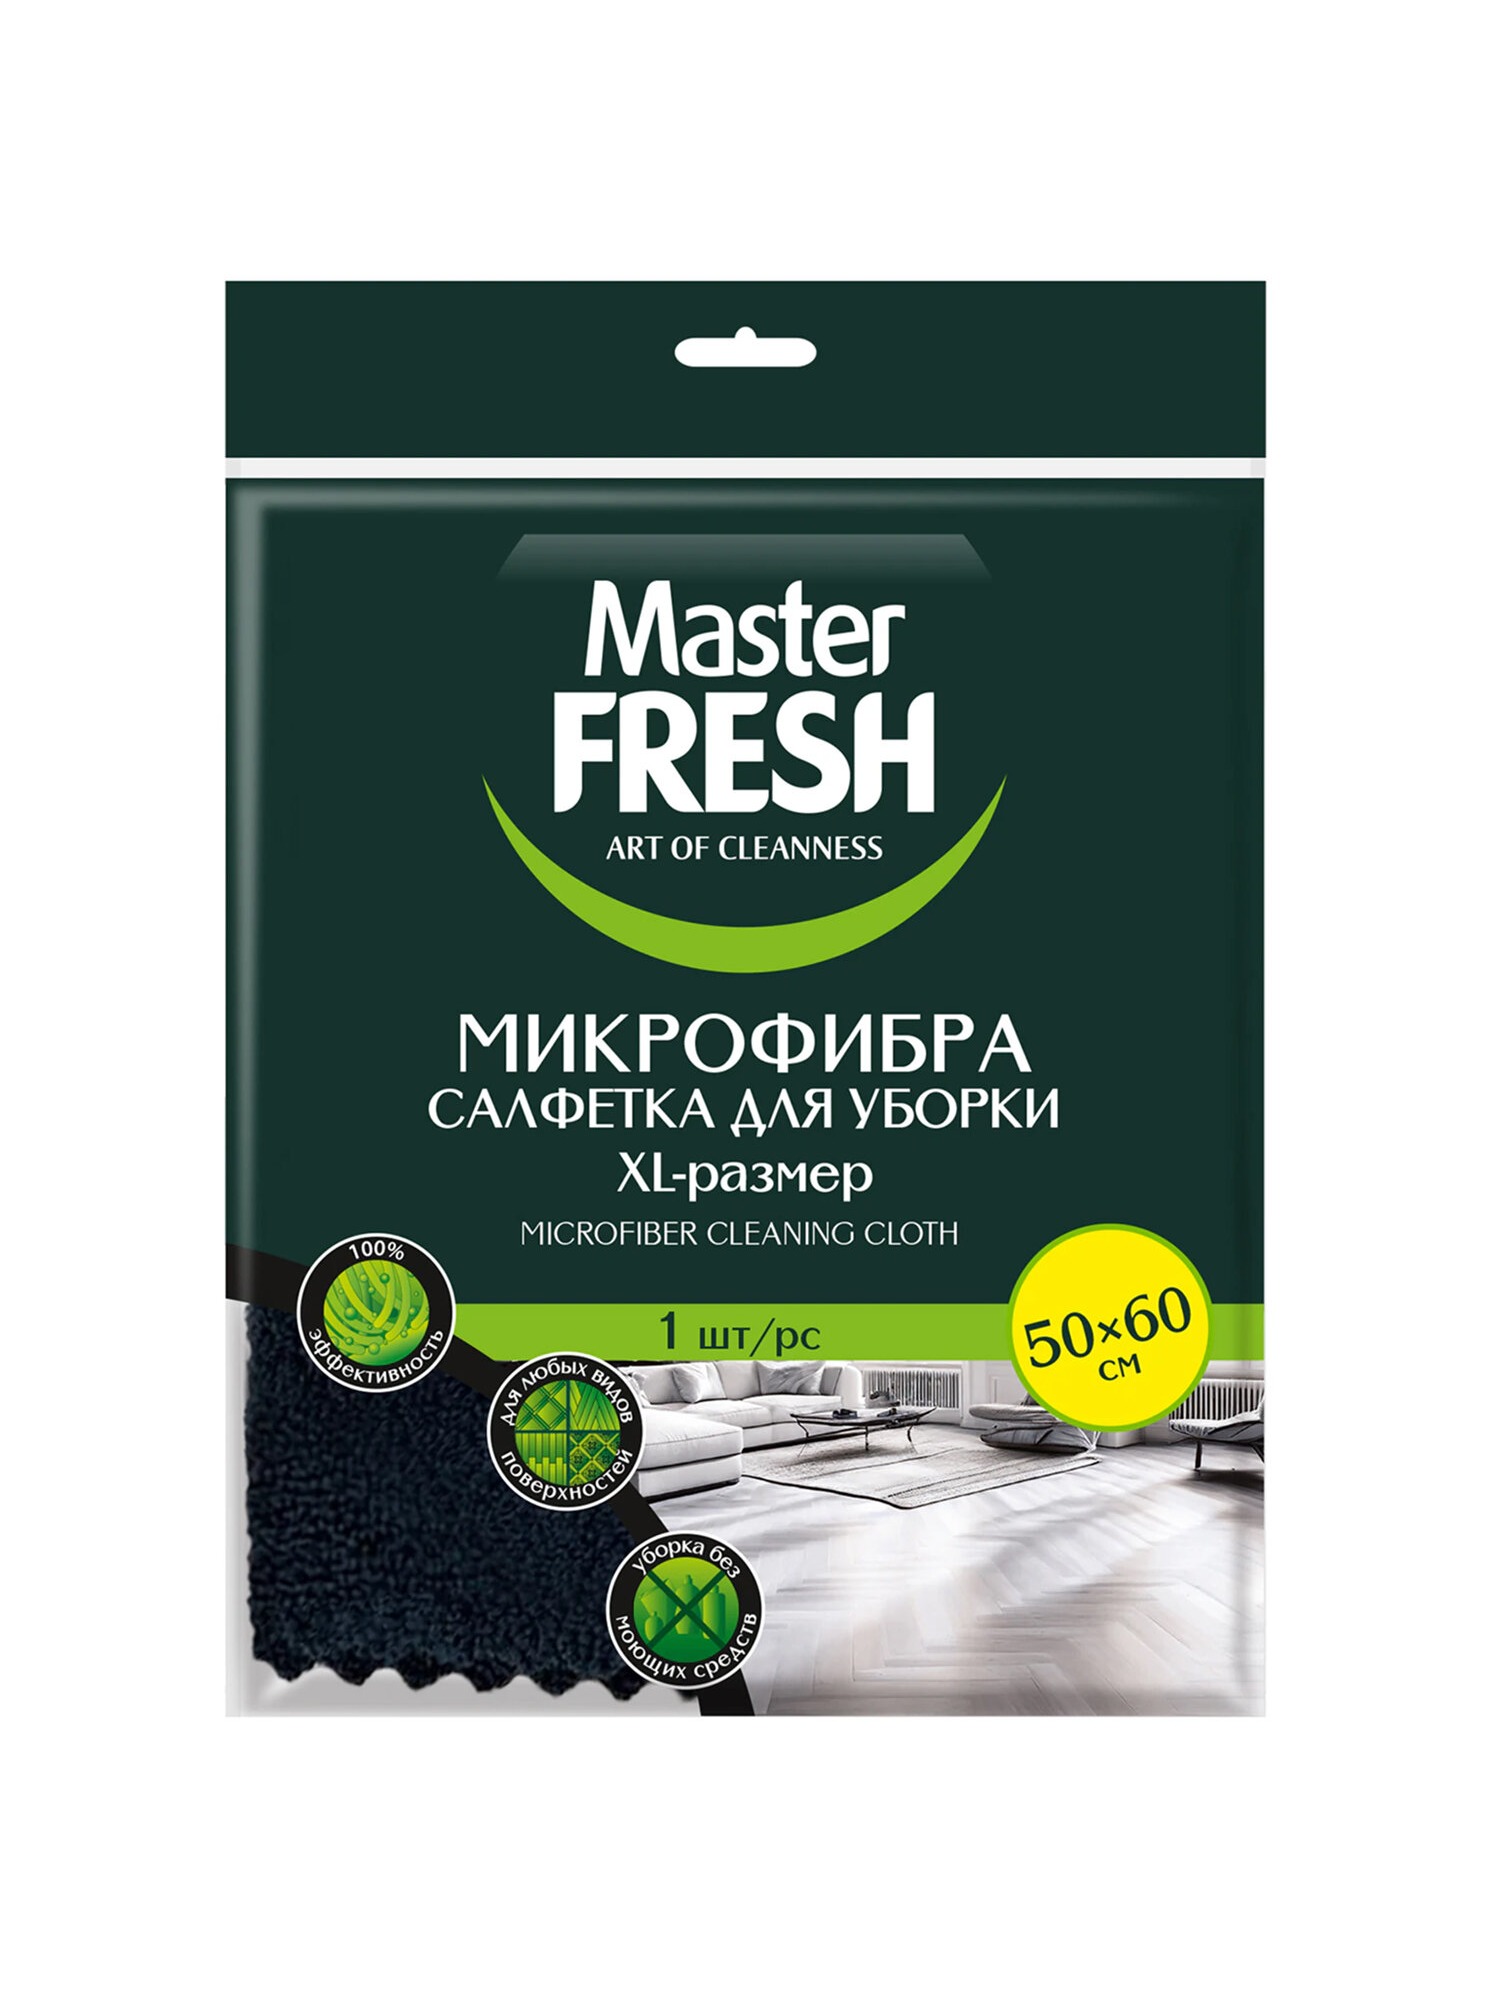 Master
FRESH
ART OF CLEANNESS
МИКРОФИБРА
САЛФЕТКА ДЛЯ УБОРКИ
XL-размер
MICROFIBER CLEANING CLOTH
100%
эффективность
1 шт/pc
50×60
см
для любых видов
поверхностей
уборка без
моющих средств